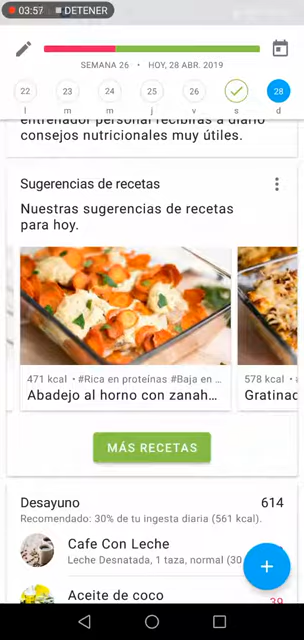 03:57 DETENER
SEMANA 26 • HOY, 28 ABR. 2019
22 23 24 25 26 28
l m m j v s d
entrenador personal recibirás a diario
consejos nutricionales muy útiles.
Sugerencias de recetas
Nuestras sugerencias de recetas
para hoy.
471 kcal • #Rica en proteínas #Baja en ...
Abadejo al horno con zanah...
578 kcal •
Gratinad
MÁS RECETAS
Desayuno 614
Recomendado: 30% de tu ingesta diaria (561 kcal).
Cafe Con Leche
Leche Desnatada, 1 taza, normal (30
+
Aceite de coco 39